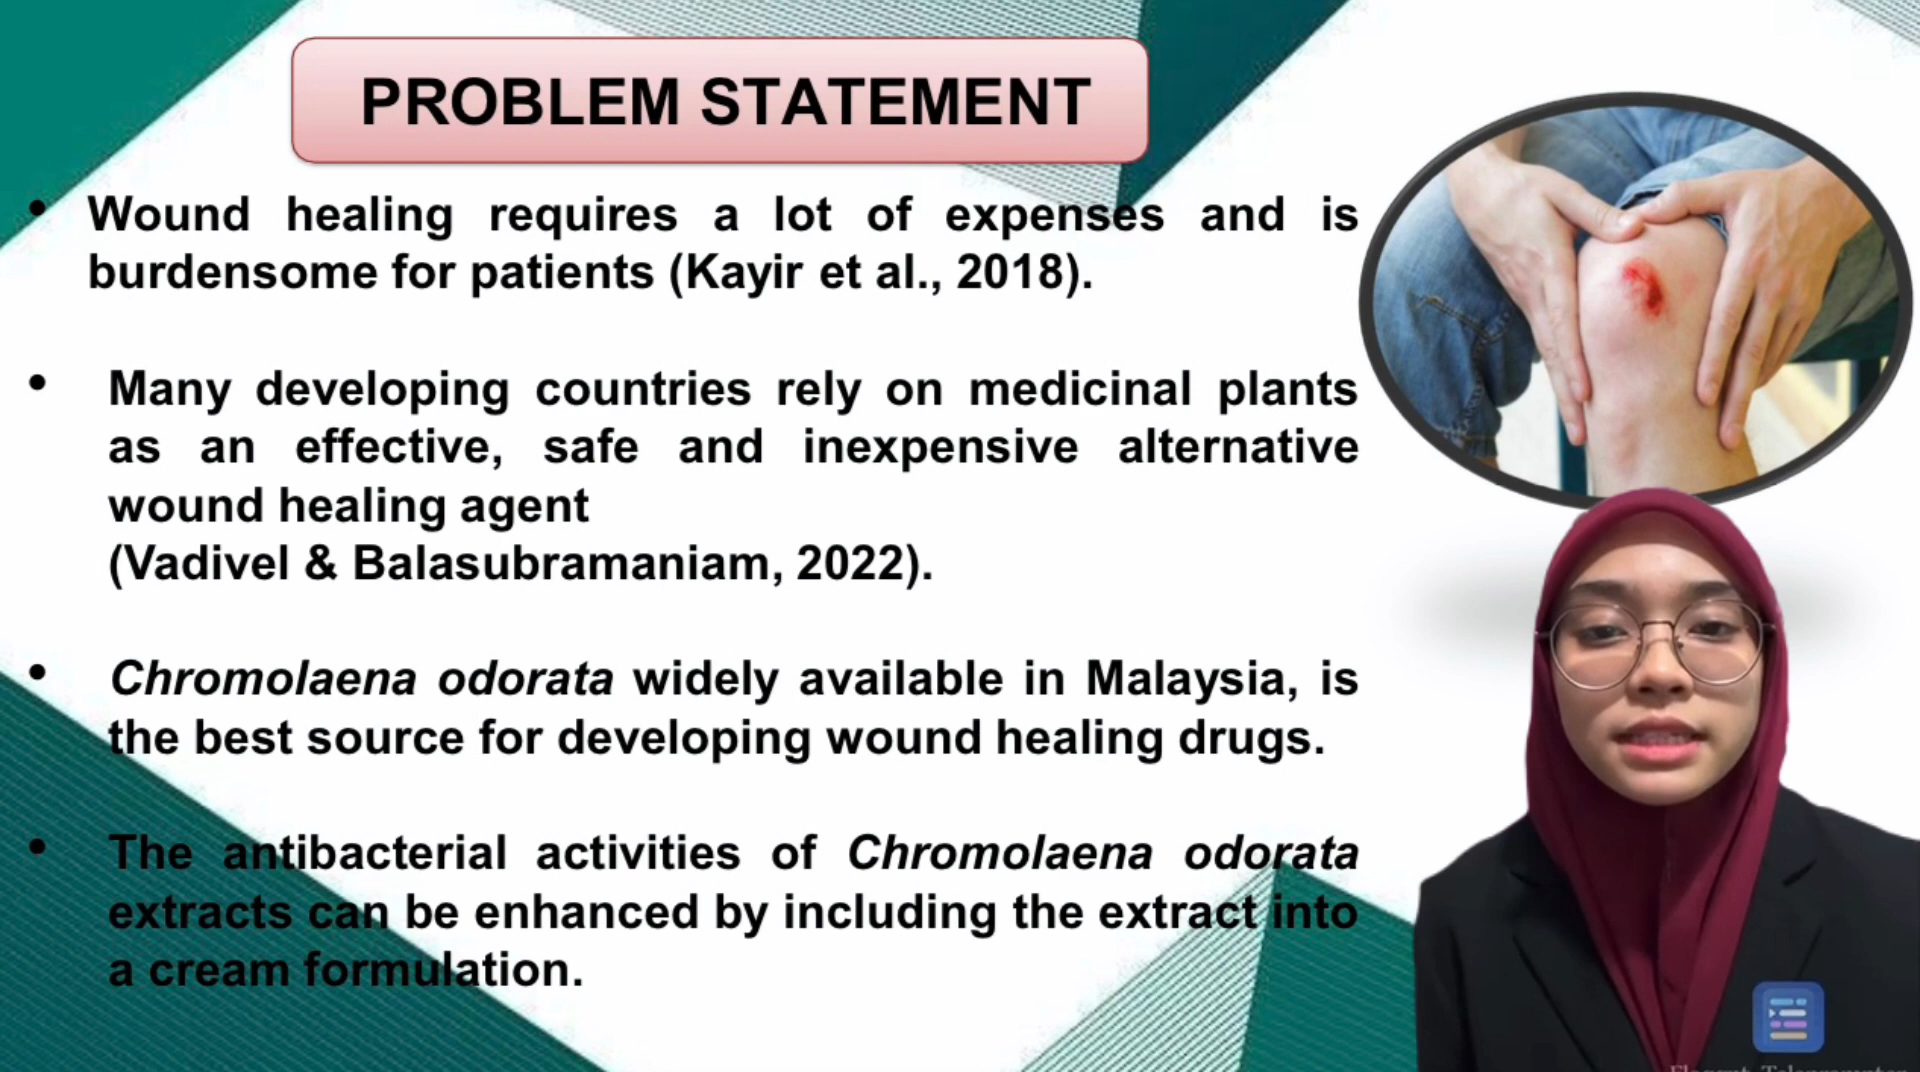 PROBLEM STATEMENT
• Wound healing requires a lot of expenses and is
burdensome for patients (Kayir et al., 2018).
• Many developing countries rely on medicinal plants
as an effective, safe and inexpensive alternative
wound healing agent
(Vadivel & Balasubramaniam, 2022).
• Chromolaena odorata widely available in Malaysia, is
the best source for developing wound healing drugs.
• The antibacterial activities of Chromolaena odorata
extracts can be enhanced by including the extract into
a cream formulation.